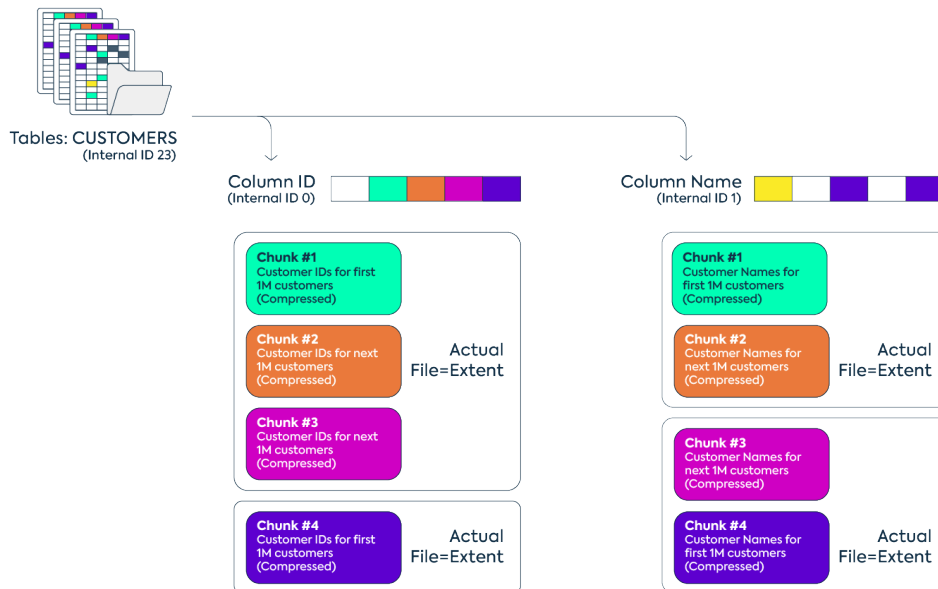 Tables: CUSTOMERS
(Internal ID 23)
Column ID
(Internal ID 0)
Chunk #1
Customer IDs for first
1M customers
(Compressed)
Chunk #2
Customer IDs for next
1M customers
(Compressed)
Chunk #3
Customer IDs for next
1M customers
(Compressed)
Actual
File=Extent
Chunk #4
Customer IDs for first
1M customers
(Compressed)
Actual
File=Extent
Column Name
(Internal ID 1)
Chunk #1
Customer Names for
first 1M customers
(Compressed)
Chunk #2
Customer Names for
next 1M customers
(Compressed)
Actual
File=Extent
Chunk #3
Customer Names for
next 1M customers
(Compressed)
Chunk #4
Customer Names for
first 1M customers
(Compressed)
Actual
File=Extent